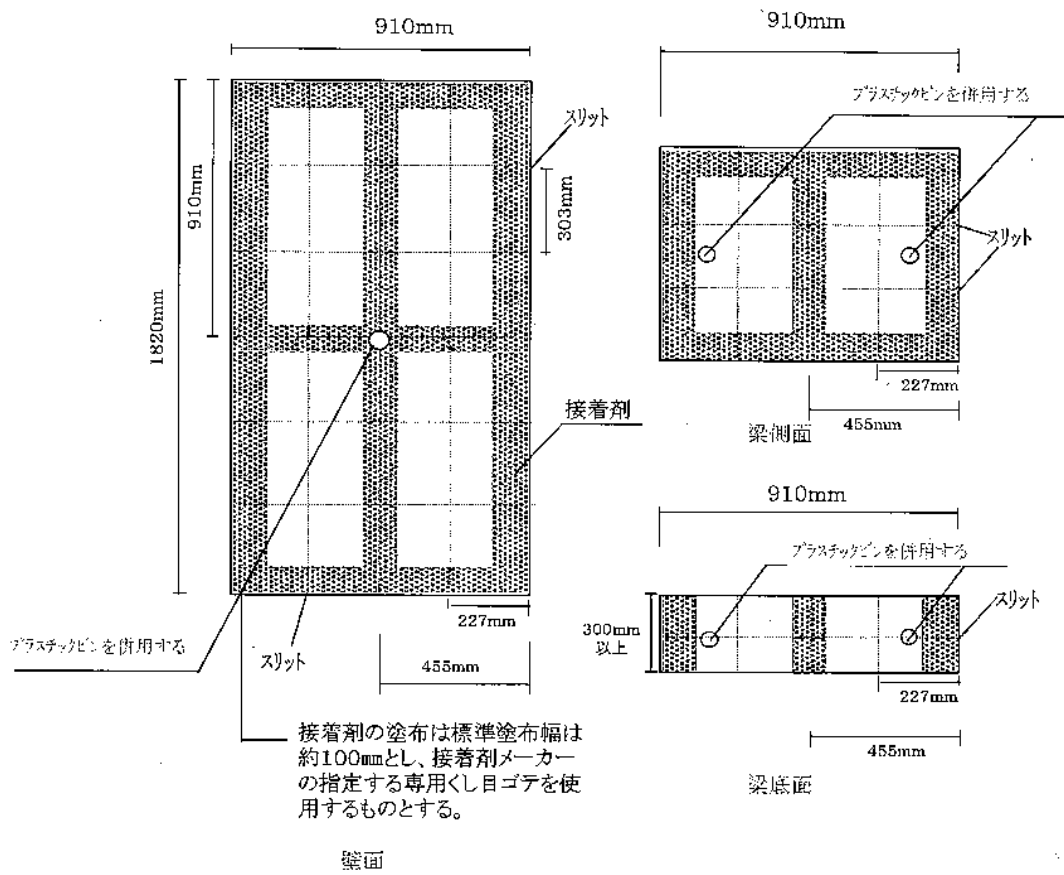 910mm
910mm
1820mm
スリット
303mm
接着剤
227mm
455mm
プラスチックピンを併用する
スリット
接着剤の塗布は標準塗布幅は
約100㎜とし、接着剤メーカー
の指定する専用くし目ゴテを使
用するものとする。
壁面
910mm
プラスチックピンを併用する
スリット
227mm
455mm
梁側面
910mm
プラスチックピンを併用する
スリット
300mm
以上
227mm
455mm
梁底面